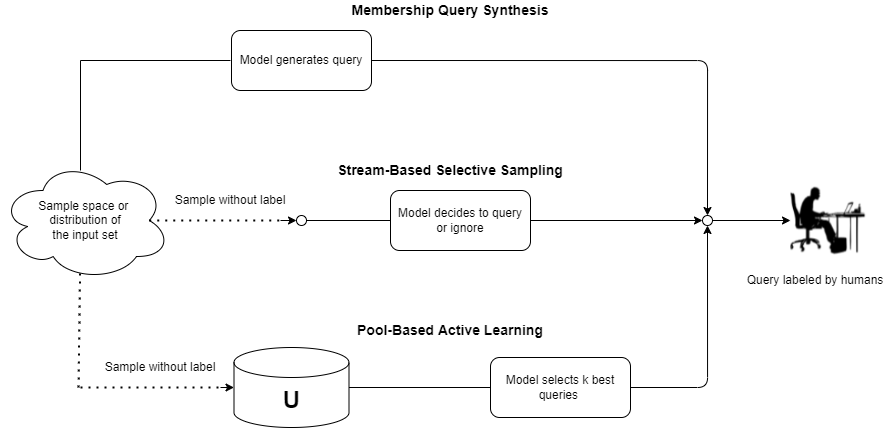 Membership Query Synthesis
Model generates query
Stream-Based Selective Sampling
Sample space or
distribution of
the input set
Sample without label
Model decides to query
or ignore
Query labeled by humans
Pool-Based Active Learning
Sample without label
U
Model selects k best
queries